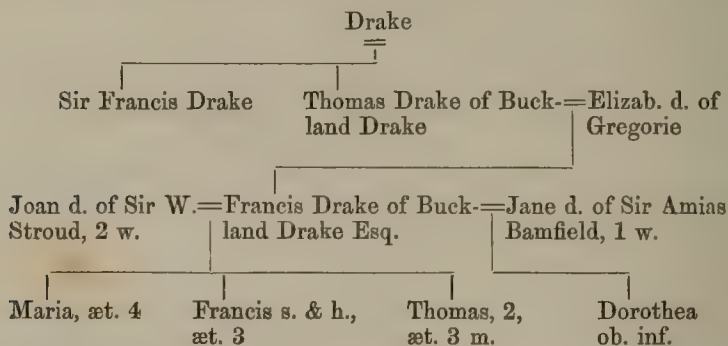 Drake
Sir Francis Drake Thomas Drake of Buck-=Elizab. d. of
land Drake Gregorie
Joan d. of Sir W.=Francis Drake of Buck-=Jane d. of Sir Amias
Stroud, 2 w. land Drake Esq. Bamfield, 1 w.
Maria, æt. 4 Francis s. & h., Thomas, 2, Dorothea
æt. 3 æt. 3 m. ob. inf.